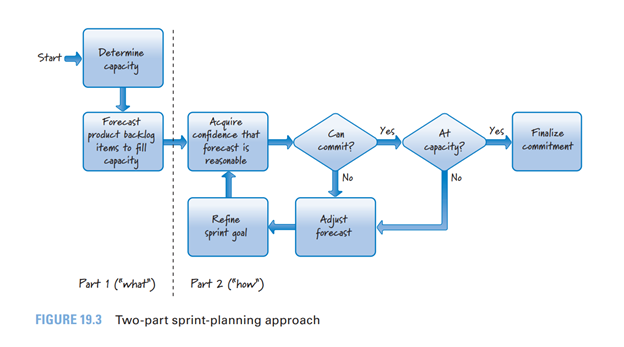 Start
Determine
capacity
Forecast
product backlog
items to fill
capacity
Acquire
confidence that
forecast is
reasonable
Can
commit?
Yes
At
capacity?
Yes
Finalize
commitment
No
No
Refine
sprint goal
Adjust
forecast
Part 1 ("what")
Part 2 ("how")
FIGURE 19.3 Two-part sprint-planning approach